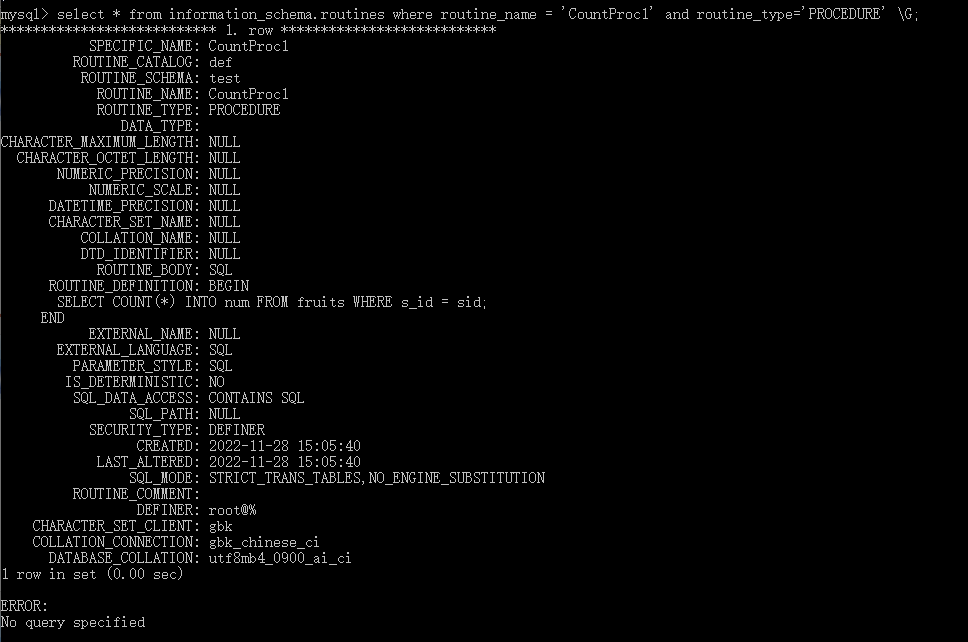 mysql> select * from information_schema.routines where routine_name = 'CountProc1' and routine_type='PROCEDURE' \G;
*************************** 1. row ***************************
SPECIFIC_NAME: CountProc1
ROUTINE_CATALOG: def
ROUTINE_SCHEMA: test
ROUTINE_NAME: CountProc1
ROUTINE_TYPE: PROCEDURE
DATA_TYPE:
CHARACTER_MAXIMUM_LENGTH: NULL
CHARACTER_OCTET_LENGTH: NULL
NUMERIC_PRECISION: NULL
NUMERIC_SCALE: NULL
DATETIME_PRECISION: NULL
CHARACTER_SET_NAME: NULL
COLLATION_NAME: NULL
DTD_IDENTIFIER: NULL
ROUTINE_BODY: SQL
ROUTINE_DEFINITION: BEGIN
SELECT COUNT(*) INTO num FROM fruits WHERE s_id = sid;
END
EXTERNAL_NAME: NULL
EXTERNAL_LANGUAGE: SQL
PARAMETER_STYLE: SQL
IS_DETERMINISTIC: NO
SQL_DATA_ACCESS: CONTAINS SQL
SQL_PATH: NULL
SECURITY_TYPE: DEFINER
CREATED: 2022-11-28 15:05:40
LAST_ALTERED: 2022-11-28 15:05:40
SQL_MODE: STRICT_TRANS_TABLES,NO_ENGINE_SUBSTITUTION
ROUTINE_COMMENT:
DEFINER: root@%
CHARACTER_SET_CLIENT: gbk
COLLATION_CONNECTION: gbk_chinese_ci
DATABASE_COLLATION: utf8mb4_0900_ai_ci
1 row in set (0.00 sec)
ERROR:
No query specified